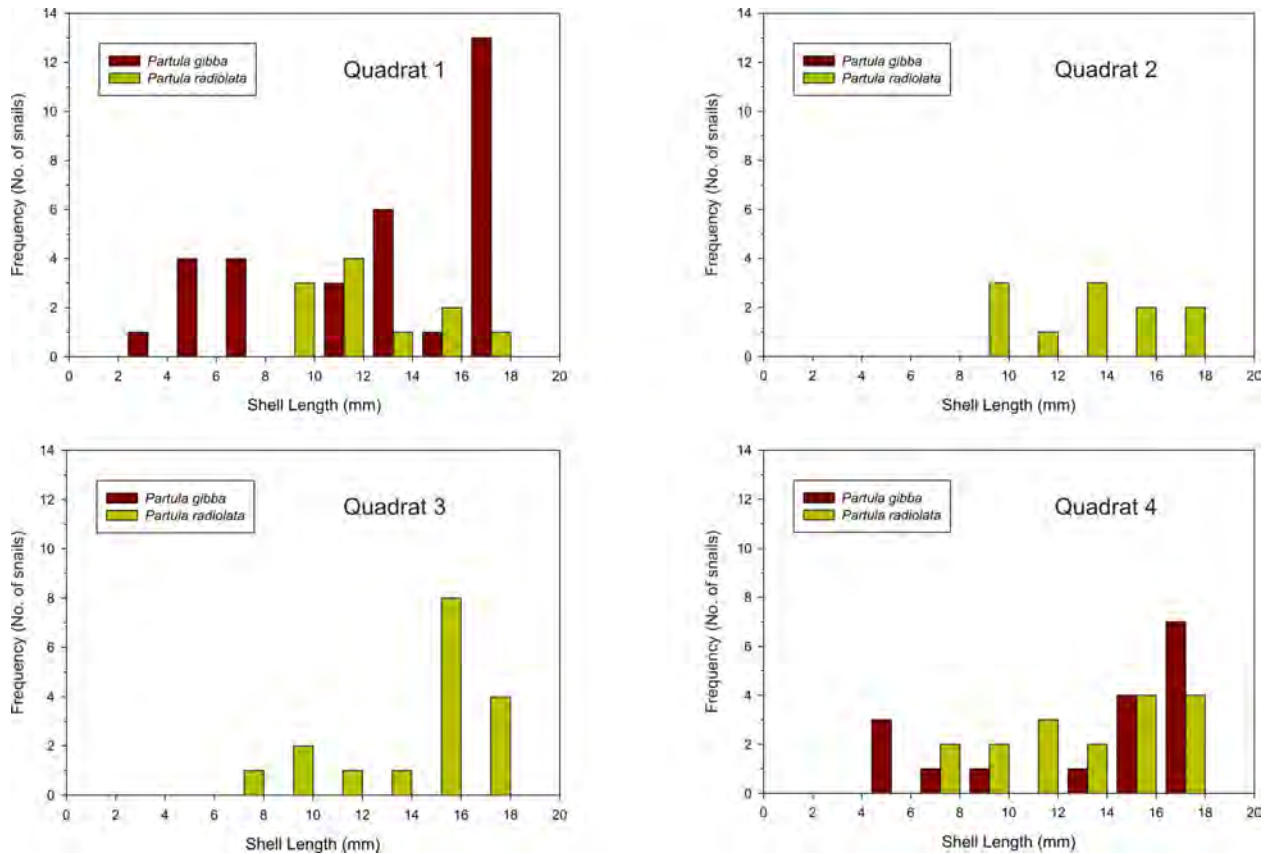 Quadrat 1
Partula gibba
Partula radiolata
Frequency (No. of snails)
14
12
10
8
6
4
2
0
0 2 4 6 8 10 12 14 16 18 20
Shell Length (mm)
Quadrat 2
Partula gibba
Partula radiolata
Frequency (No. of snails)
14
12
10
8
6
4
2
0
0 2 4 6 8 10 12 14 16 18 20
Shell Length (mm)
Quadrat 3
Partula gibba
Partula radiolata
Frequency (No. of snails)
14
12
10
8
6
4
2
0
0 2 4 6 8 10 12 14 16 18 20
Shell Length (mm)
Quadrat 4
Partula gibba
Partula radiolata
Frequency (No. of snails)
14
12
10
8
6
4
2
0
0 2 4 6 8 10 12 14 16 18 20
Shell Length (mm)